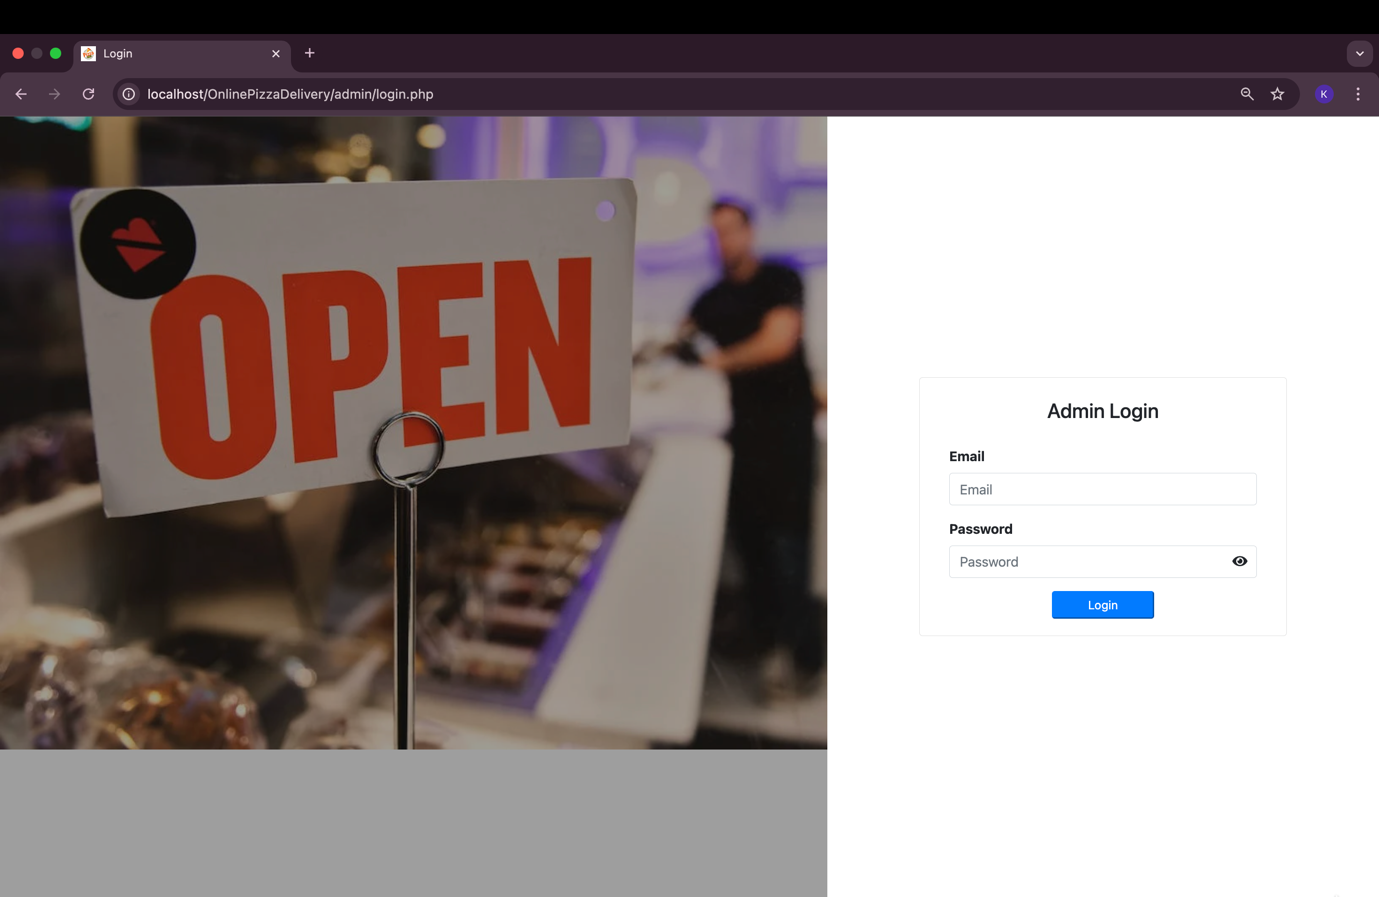 Login
localhost/OnlinePizzaDelivery/admin/login.php
K
OPEN
Admin Login
Email
Email
Password
Password
Login